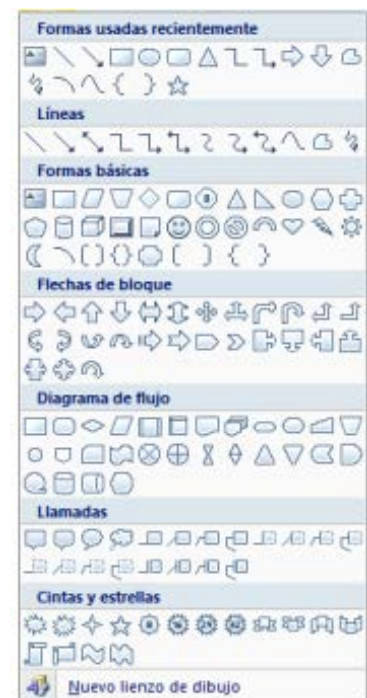 Formas usadas recientemente
Líneas
Formas básicas
Flechas de bloque
Diagrama de flujo
Llamadas
Cintas y estrellas
Nuevo lienzo de dibujo